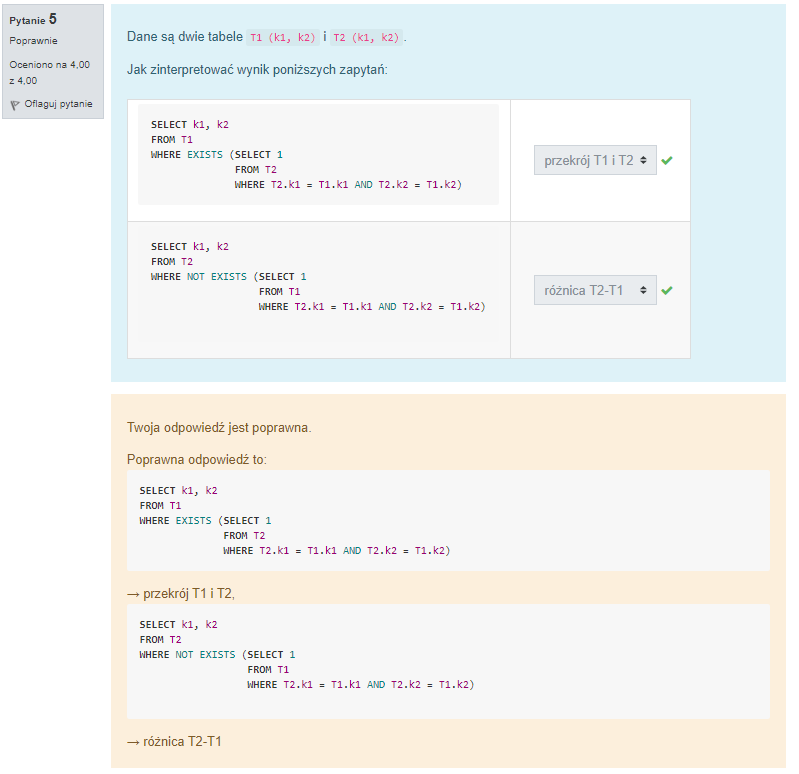 Pytanie 5
Poprawnie
Oceniono na 4,00
z 4,00
Oflaguj pytanie
Dane są dwie tabele T1 (k1, k2) i T2 (k1, k2).
Jak zinterpretować wynik poniższych zapytań:
SELECT k1, k2
FROM T1
WHERE EXISTS (SELECT 1
FROM T2
WHERE T2.k1 = T1.k1 AND T2.k2 = T1.k2)
przekrój T1 i T2
SELECT k1, k2
FROM T2
WHERE NOT EXISTS (SELECT 1
FROM T1
WHERE T2.k1 = T1.k1 AND T2.k2 = T1.k2)
różnica T2-T1
Twoja odpowiedź jest poprawna.
Poprawna odpowiedź to:
SELECT k1, k2
FROM T1
WHERE EXISTS (SELECT 1
FROM T2
WHERE T2.k1 = T1.k1 AND T2.k2 = T1.k2)
→ przekrój T1 i T2,
SELECT k1, k2
FROM T2
WHERE NOT EXISTS (SELECT 1
FROM T1
WHERE T2.k1 = T1.k1 AND T2.k2 = T1.k2)
→ różnica T2-T1